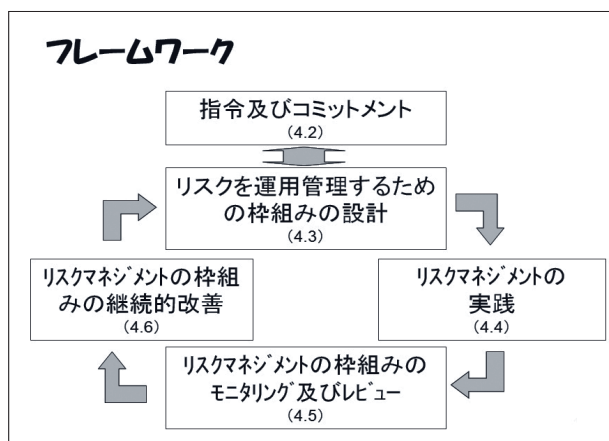 フレームワーク
指令及びコミットメント
(4.2)
リスクを運用管理するため
の枠組みの設計
(4.3)
リスクマネジメントの
実践
(4.4)
リスクマネジメントの枠組みの
モニタリング及びレビュー
(4.5)
リスクマネジメントの枠組
みの継続的改善
(4.6)